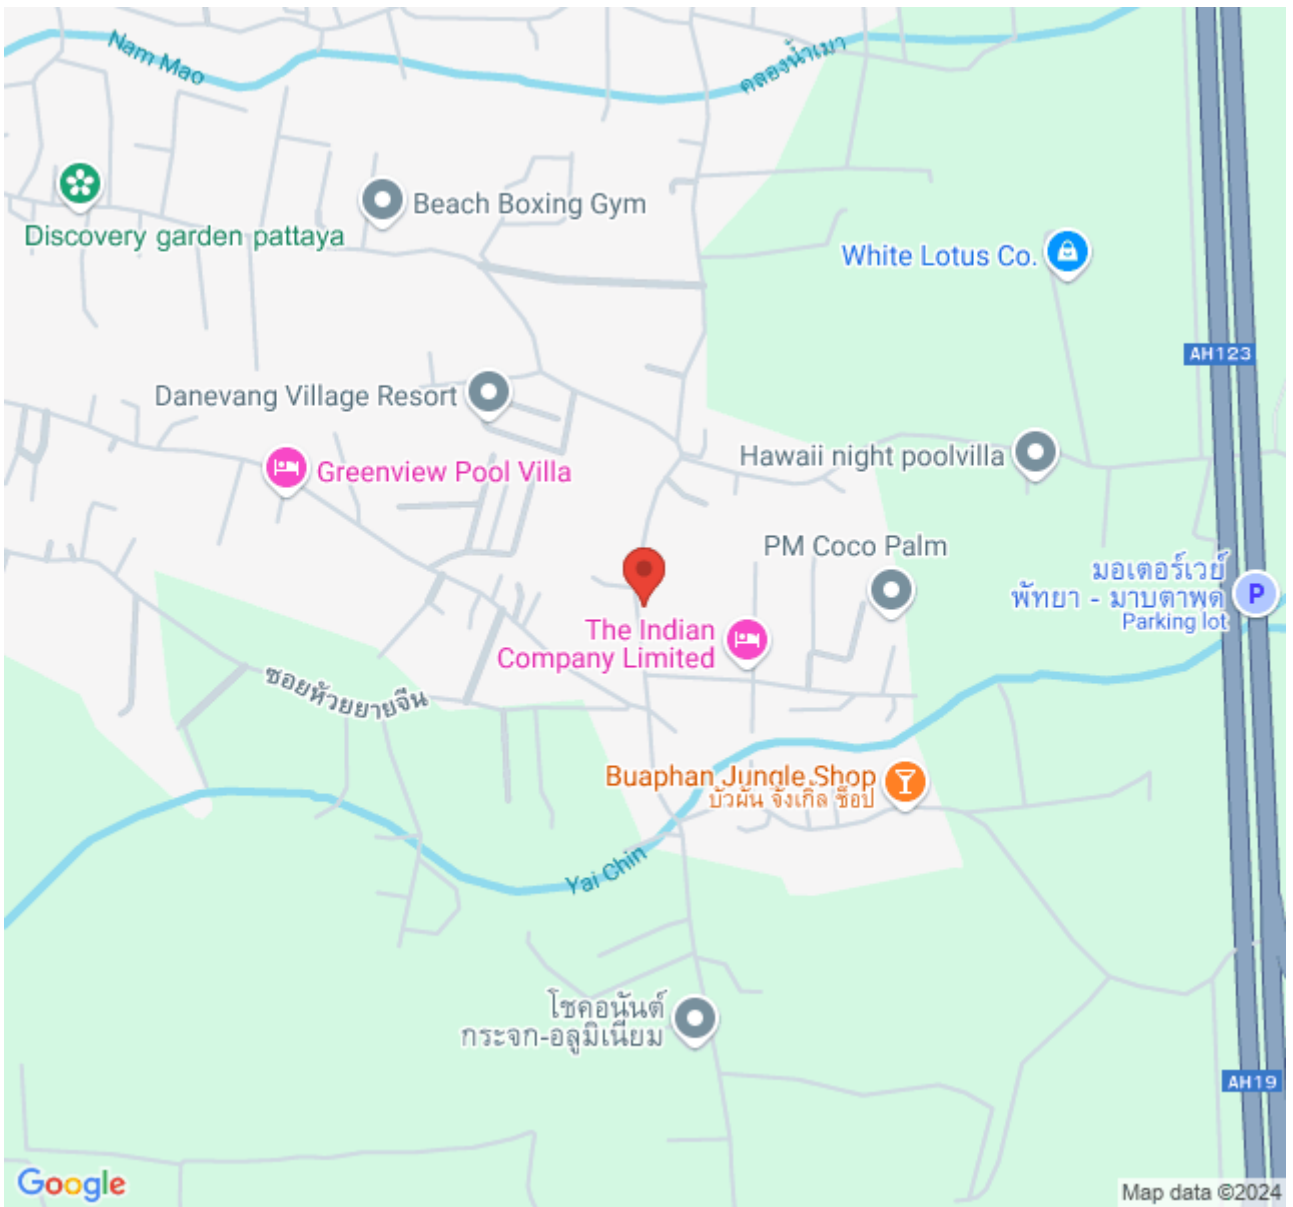 Nam Mao
คลองน้ำเมา
Beach Boxing Gym
Discovery garden pattaya
White Lotus Co.
AH123
Danevang Village Resort
Greenview Pool Villa
Hawaii night poolvilla
PM Coco Palm
มอเตอร์เวย์
พัทยา - มาบตาพุด
P
Parking lot
The Indian
Company Limited
ซอยห้วยยายจีน
Buaphan Jungle Shop
บัวผัน จังเกิ้ล ช็อป
Yai Chin
โชคอนันต์
กระจก-อลูมิเนียม
AH19
Google
Map data ©2024